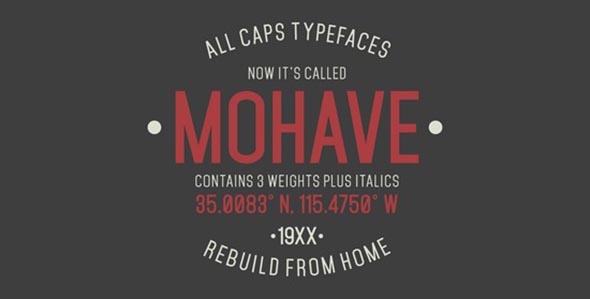 ALL CAPS TYPEFACES
NOW IT'S CALLED
• MOHAVE •
CONTAINS 3 WEIGHTS PLUS ITALICS
35.0083° N, 115.4750° W
•19XX•
REBUILD FROM HOME